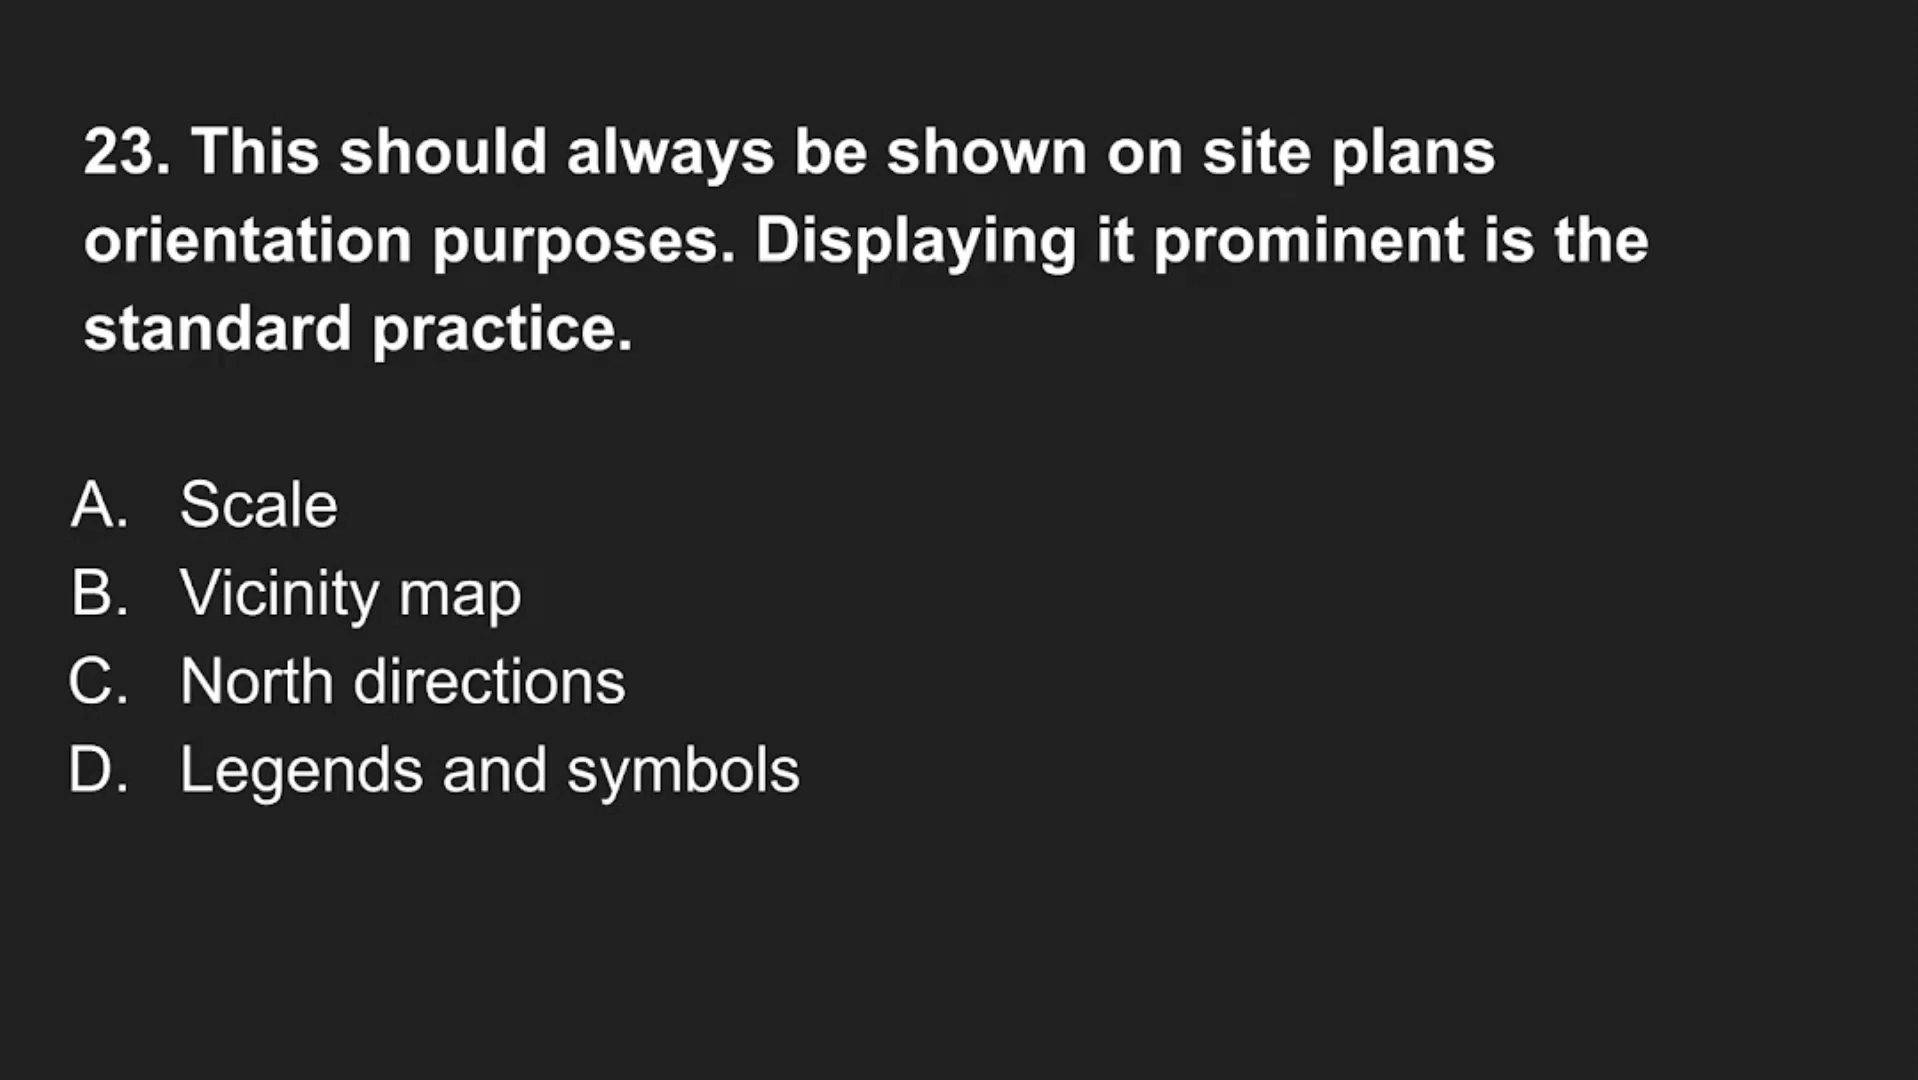 23. This should always be shown on site plans
orientation purposes. Displaying it prominent is the
standard practice.
A. Scale
B. Vicinity map
C. North directions
D. Legends and symbols